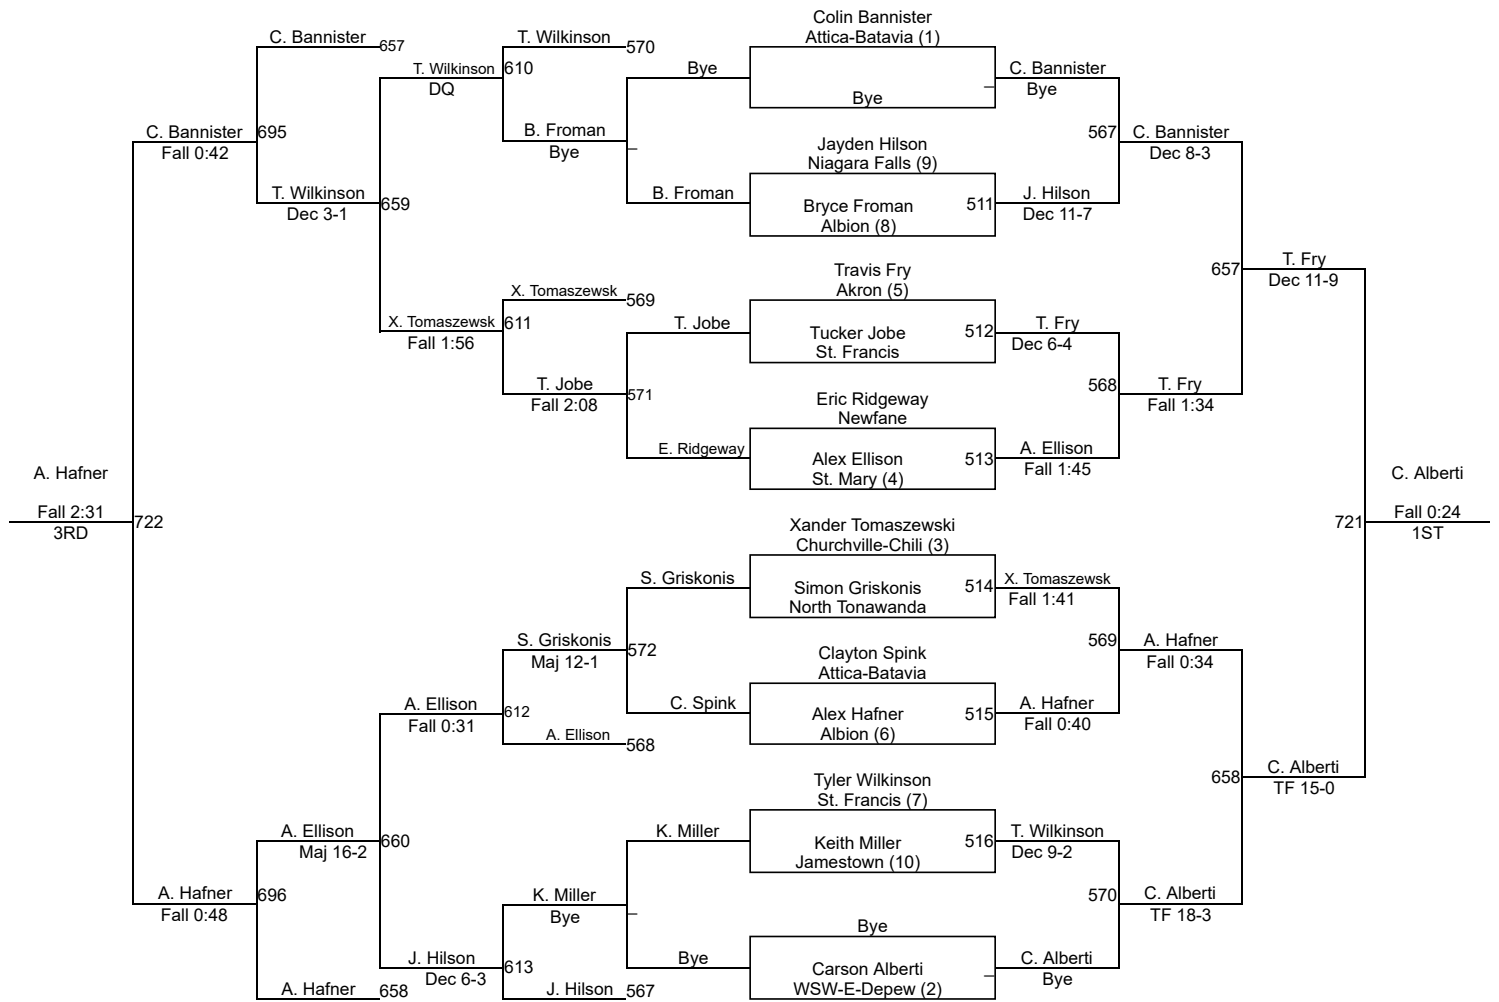 Colin Bannister
Attica-Batavia (1)
C. Bannister
657
T. Wilkinson
570
T. Wilkinson
610
DQ
Bye
Bye
C. Bannister
Bye
C. Bannister
695
Fall 0:42
B. Froman
Bye
567
C. Bannister
Dec 8-3
Jayden Hilson
Niagara Falls (9)
T. Wilkinson
659
Dec 3-1
B. Froman
Bryce Froman
511
Albion (8)
J. Hilson
Dec 11-7
Travis Fry
Akron (5)
657
T. Fry
Dec 11-9
X. Tomaszewsk
569
X. Tomaszewsk
611
Fall 1:56
T. Jobe
Tucker Jobe
512
St. Francis
T. Fry
Dec 6-4
T. Jobe
571
Fall 2:08
568
T. Fry
Fall 1:34
Eric Ridgeway
Newfane
E. Ridgeway
Alex Ellison
513
St. Mary (4)
A. Ellison
Fall 1:45
A. Hafner
Fall 2:31
722
3RD
C. Alberti
721
Fall 0:24
1ST
Xander Tomaszewski
Churchville-Chili (3)
S. Griskonis
Simon Griskonis
514
North Tonawanda
X. Tomaszewsk
Fall 1:41
S. Griskonis
572
Maj 12-1
569
A. Hafner
Fall 0:34
Clayton Spink
Attica-Batavia
A. Ellison
612
Fall 0:31
C. Spink
Alex Hafner
515
Albion (6)
A. Hafner
Fall 0:40
A. Ellison
568
Tyler Wilkinson
St. Francis (7)
658
C. Alberti
TF 15-0
A. Ellison
660
Maj 16-2
K. Miller
Keith Miller
516
Jamestown (10)
T. Wilkinson
Dec 9-2
A. Hafner
696
Fall 0:48
K. Miller
Bye
570
C. Alberti
TF 18-3
Bye
J. Hilson
613
Dec 6-3
Bye
Carson Alberti
WSW-E-Depew (2)
C. Alberti
Bye
A. Hafner
658
J. Hilson
567